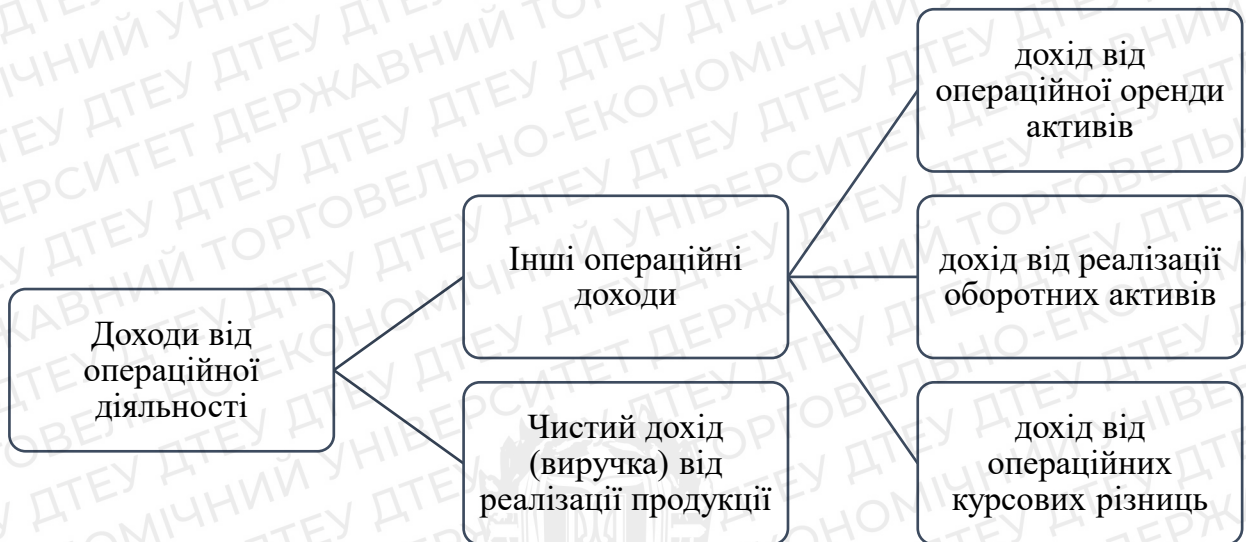 Доходи від
операційної
діяльності
Інші операційні
доходи
Чистий дохід
(виручка) від
реалізації продукції
дохід від
операційної оренди
активів
дохід від реалізації
оборотних активів
дохід від
операційних
курсових різниць